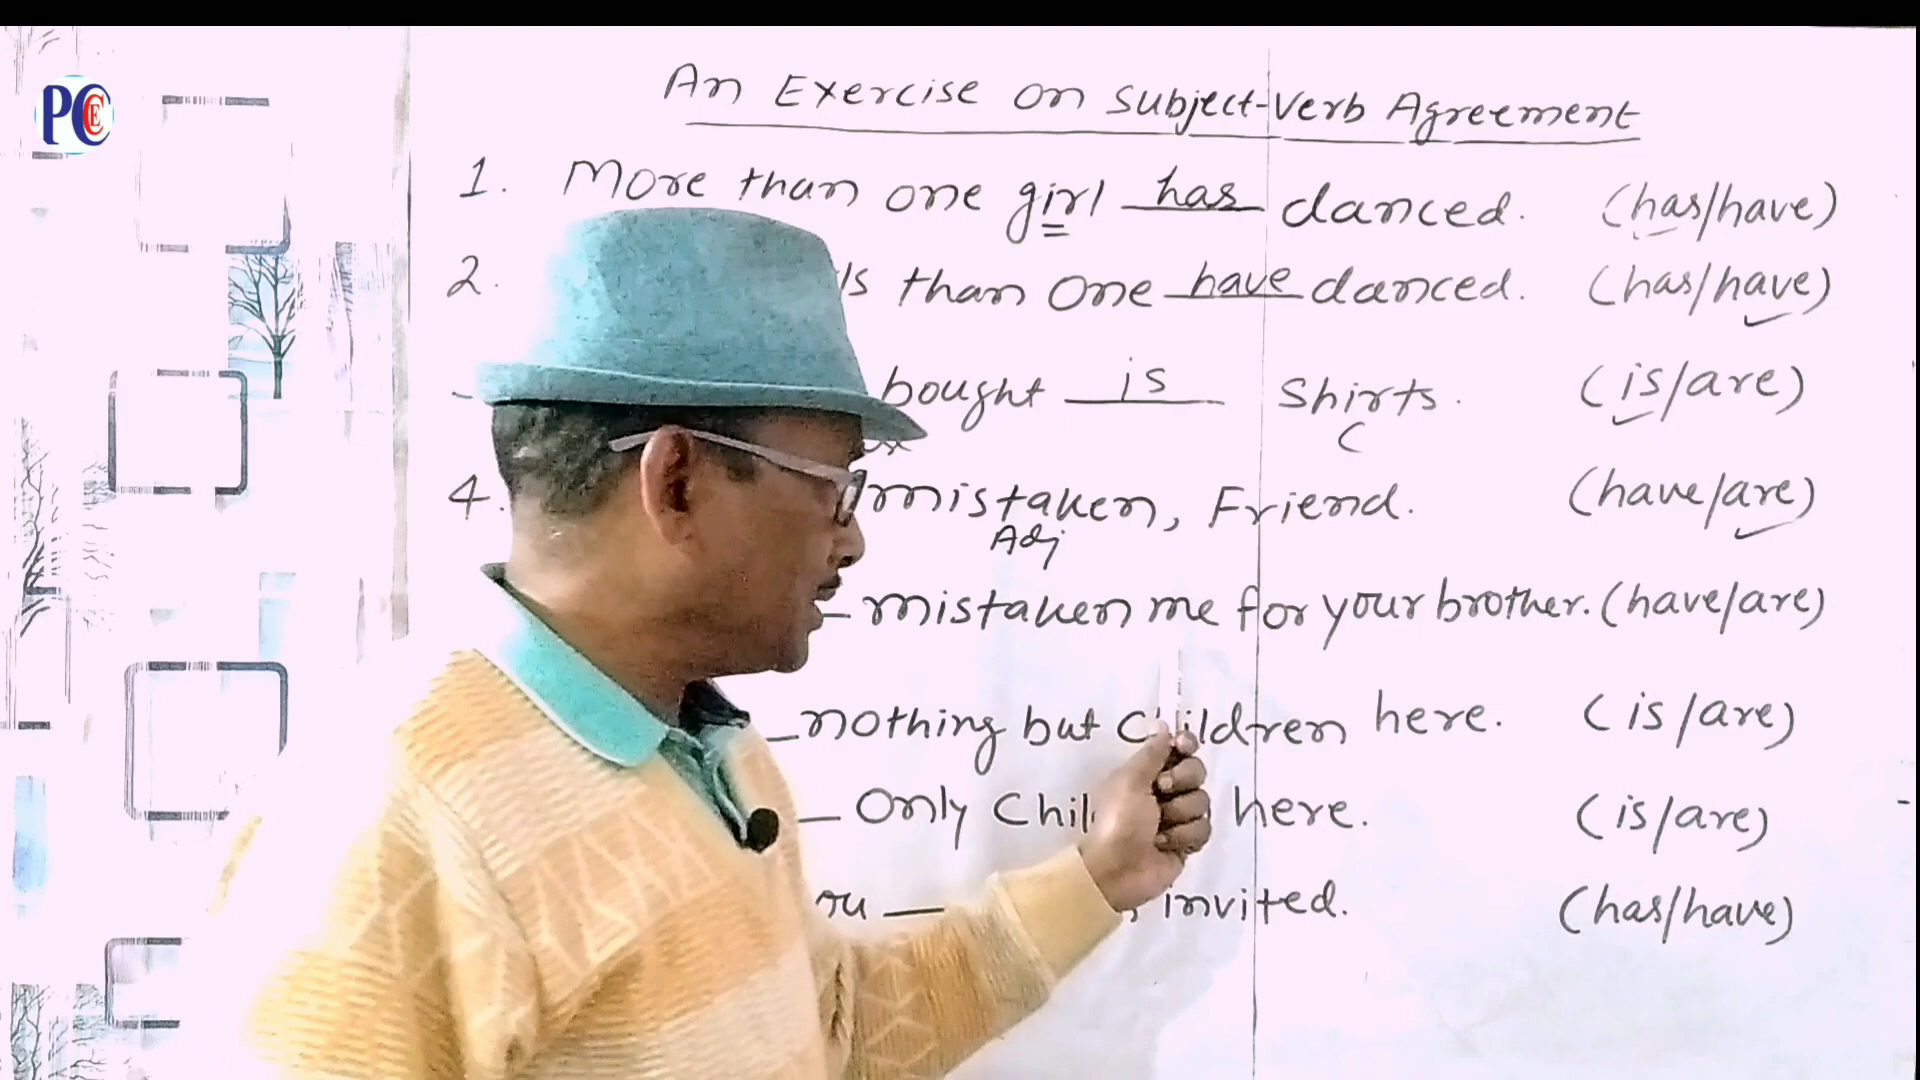 PCEC
An Exercise on Subject-Verb Agreement
1. More than one girl has danced. (has/have)
2. than one have danced. (has/have)
bought is Shirts. (is/are)
C
4. mistaken, Friend. (have/are)
Adj
mistaken me for your brother. (have/are)
nothing but Children here. (is/are)
Only here. (is/are)
invited. (has/have)